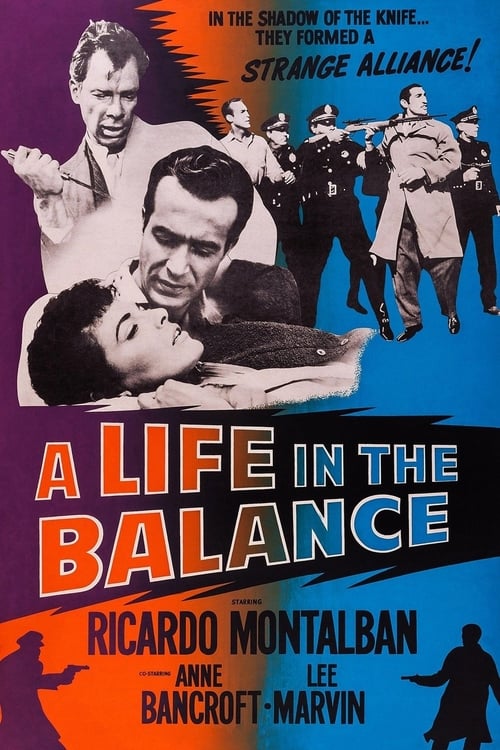 IN THE SHADOW OF THE KNIFE...
THEY FORMED A
STRANGE ALLIANCE!
A LIFE IN THE
BALANCE
STARRING
RICARDO MONTALBAN
CO-STARRING ANNE LEE
BANCROFT • MARVIN